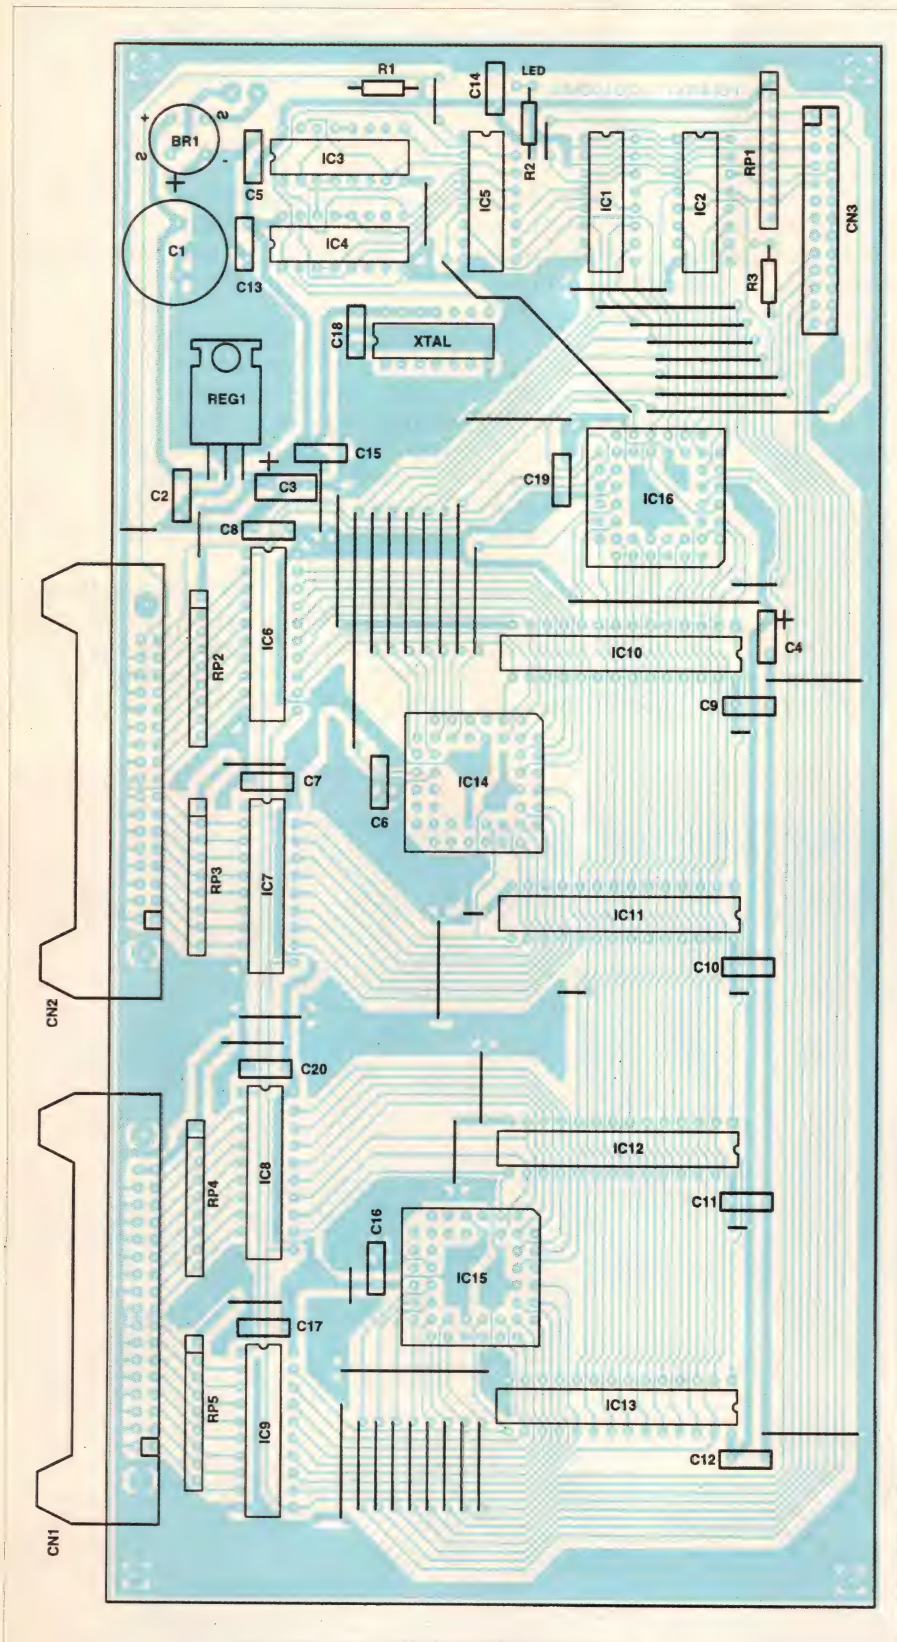 R1
C14
LED
+
S
BR1
S
-
+
C5
IC3
IC5
R2
IC1
IC2
RP1
CN3
C1
C13
IC4
R3
C18
XTAL
REG1
C15
+
C2
C3
C19
IC16
C8
RP2
IC6
IC10
+
C4
C9
C7
IC14
C6
RP3
IC7
IC11
C10
CN2
C20
RP4
IC8
IC12
C11
C16
IC15
C17
RP5
IC9
IC13
C12
CN1